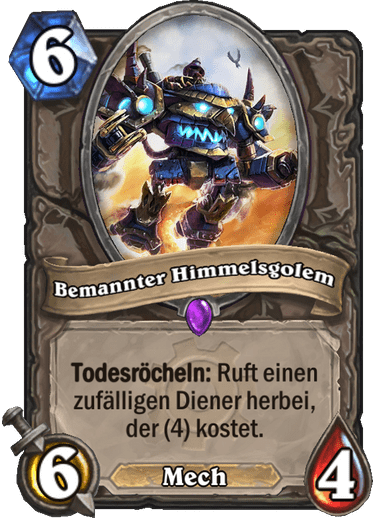 6
Bemannter Himmelsgolem
Todesröcheln: Ruft einen
zufälligen Diener herbei,
der (4) kostet.
6
Mech
4